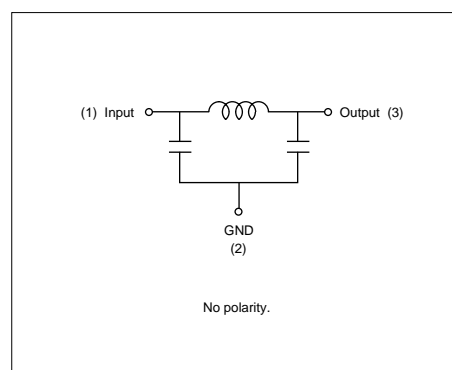 (1) Input
Output (3)
GND
(2)
No polarity.